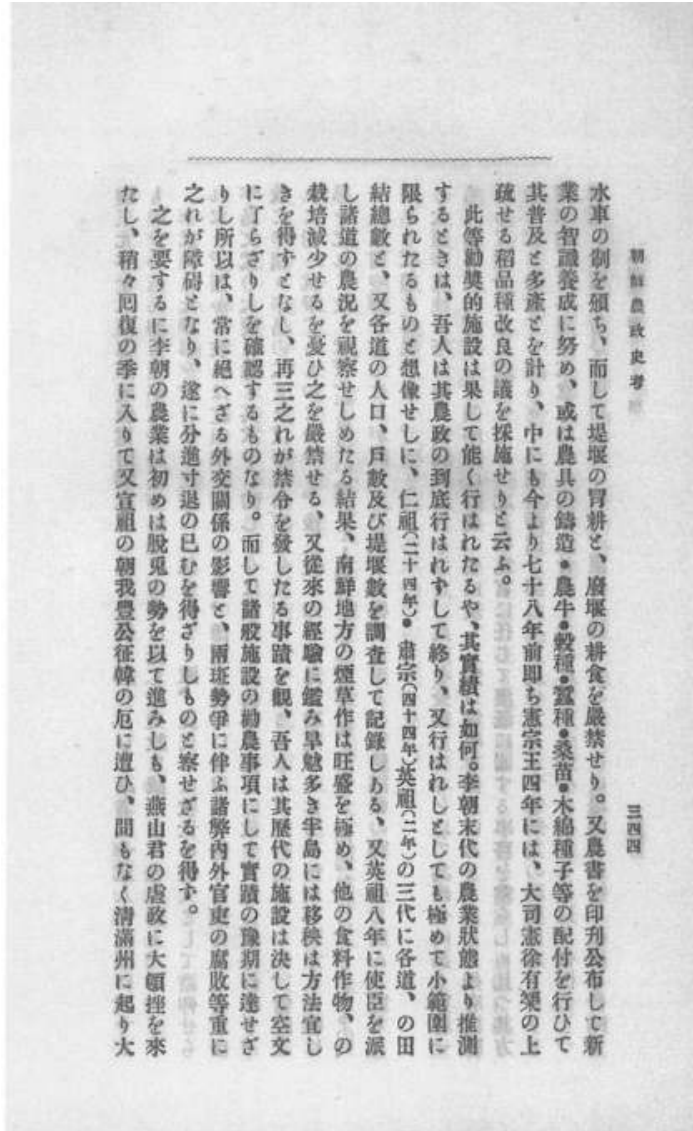 朝鮮農政史考
三四四
水車の制を頒ち、而して堤堰の冒耕と、廢堰の耕食を嚴禁せり。又農書を印刋公布して新
業の智識養成に努め、或は農具の鑄造●農牛●穀種●蠶種●桑苗●木綿種子等の配付を行ひて
其普及と多產とを計り、中にも今より七十八年前卽ち憲宗王四年には、大司憲徐有榘の上
疏せる稻品種改良の議を採施せりと云ふ。
此等勸奬的施設は果して能く行はれたるや、其實績は如何。李朝末代の農業狀態より推測
するときは、吾人は其農政の到底行はれずして終り、又行はれしとしても極めて小範圍に
限られたるものと想像せしに、仁祖(二十四年)●肅宗(四十四年)英祖(二年)の三代に各道、の田
結總數と、又各道の人口、戶數及び堤堰數を調査して記錄しある、又英祖八年に使臣を派
し諸道の農況を視察せしめたる結果、南鮮地方の煙草作は旺盛を極め、他の食料作物、の
栽培減少せるを憂ひ之を嚴禁せる、又從來の經驗に鑑み旱魃多き半島には移秧は方法宜し
きを得ずとなし、再三之れが禁令を發したる事蹟を觀、吾人は其歷代の施設は決して空文
に了らざりしを確認するものなり。而して諸般施設の勸農事項にして實蹟の豫期に達せざ
りし所以は、常に絕へざる外交關係の影響と、兩班勢爭に伴ふ諸弊內外官吏の腐敗等重に
之れが障碍となり、遂に分進寸退の已むを得ざりしものと察せざるを得ず。
之を要するに李朝の農業は初めは脫兎の勢を以て進みしも、燕山君の虐政に大頓挫を來
たし、稍々回復の季に入りて又宣祖の朝我豐公征韓の厄に遭ひ、間もなく淸滿州に起り大